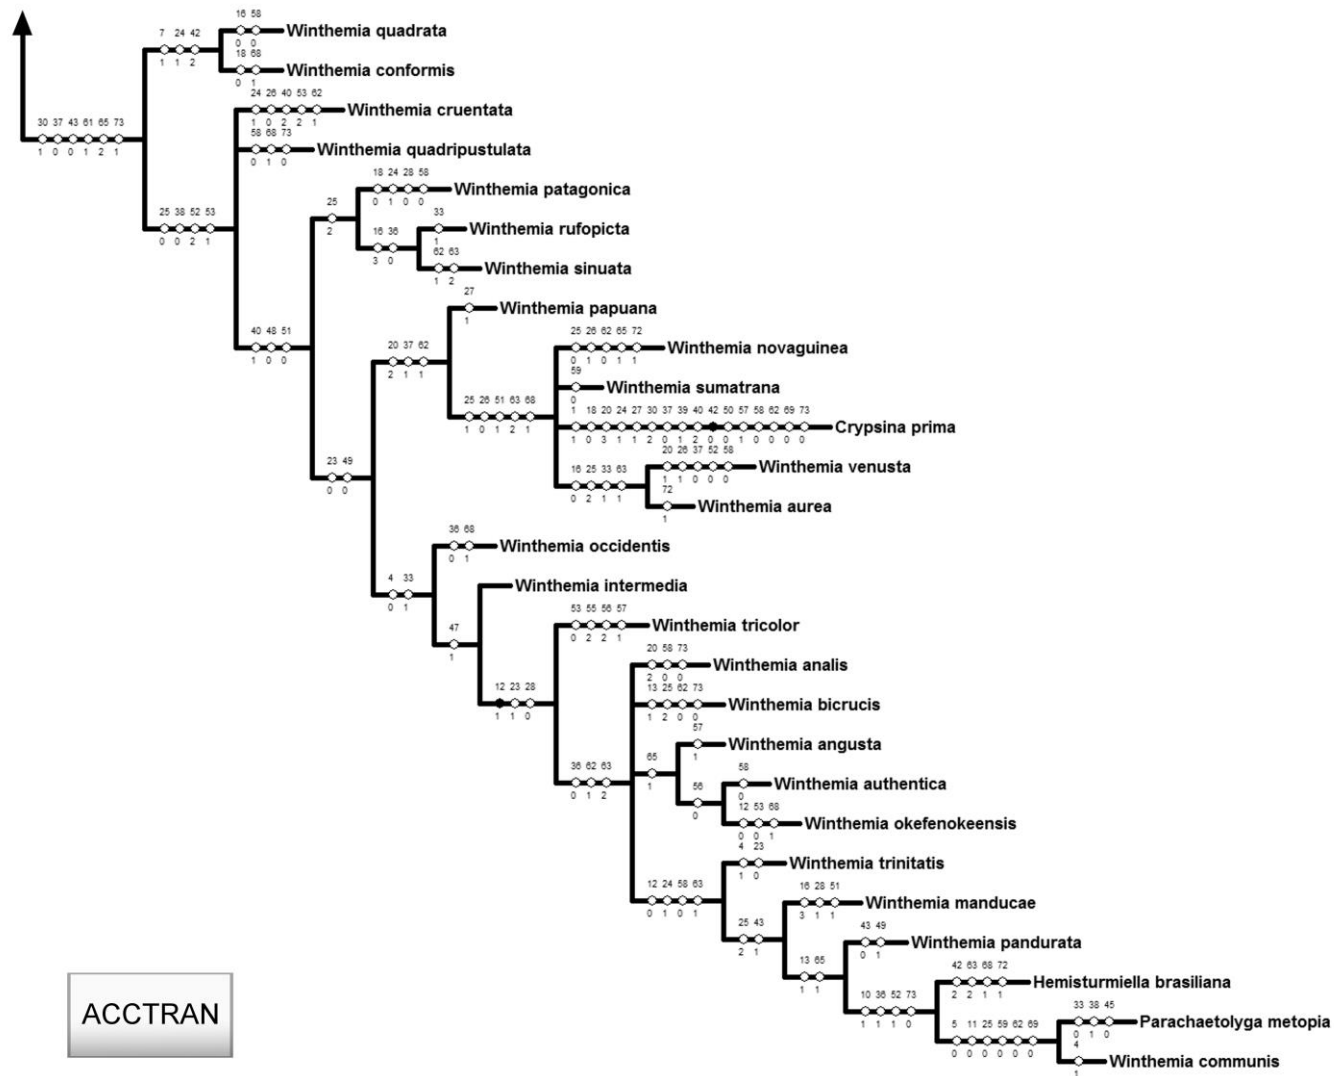 16 58
Winthemia quadrata
0 0
7 24 42
1 1 2
18 68
Winthemia conformis
0 1
24 26 40 53 62
Winthemia cruentata
1 0 2 2 1
30 37 43 61 65 73
1 0 0 1 2 1
58 68 73
Winthemia quadripustulata
0 1 0
18 24 28 58
Winthemia patagonica
0 1 0 0
25
2
25 38 52 53
0 0 2 1
33
Winthemia rufopicta
1
16 36
3 0
62 63
Winthemia sinuata
1 2
27
Winthemia papuana
1
40 48 51
1 0 0
20 37 62
2 1 1
25 26 62 65 72
Winthemia novaguinea
0 1 0 1 1
59
Winthemia sumatrana
0
25 26 51 63 68
1 0 1 2 1
1 18 20 24 27 30 37 39 40 42 50 57 58 62 69 73
Crypsina prima
1 0 3 1 1 2 0 1 2 0 0 1 0 0 0 0
23 49
0 0
20 26 37 52 58
Winthemia venusta
1 1 0 0 0
16 25 33 63
0 2 1 1
72
Winthemia aurea
1
36 68
Winthemia occidentis
0 1
4 33
0 1
Winthemia intermedia
47
1
53 55 56 57
Winthemia tricolor
0 2 2 1
20 58 73
Winthemia analis
2 0 0
12 23 28
1 1 0
13 25 62 73
Winthemia bicrucis
1 2 0 0
57
Winthemia angusta
1
65
1
36 62 63
0 1 2
58
Winthemia authentica
0
56
0
12 53 68
Winthemia okefenokeensis
0 0 1
4 23
Winthemia trinitatis
1 0
12 24 58 63
0 1 0 1
16 28 51
Winthemia manducae
3 1 1
25 43
2 1
43 49
Winthemia pandurata
0 1
13 65
1 1
42 63 68 72
Hemisturmiella brasiliana
2 2 1 1
10 36 52 73
1 1 1 0
33 38 45
Parachaetolyga metopia
0 1 0
5 11 25 59 62 69
0 0 0 0 0 0
4
Winthemia communis
1
ACCTRAN